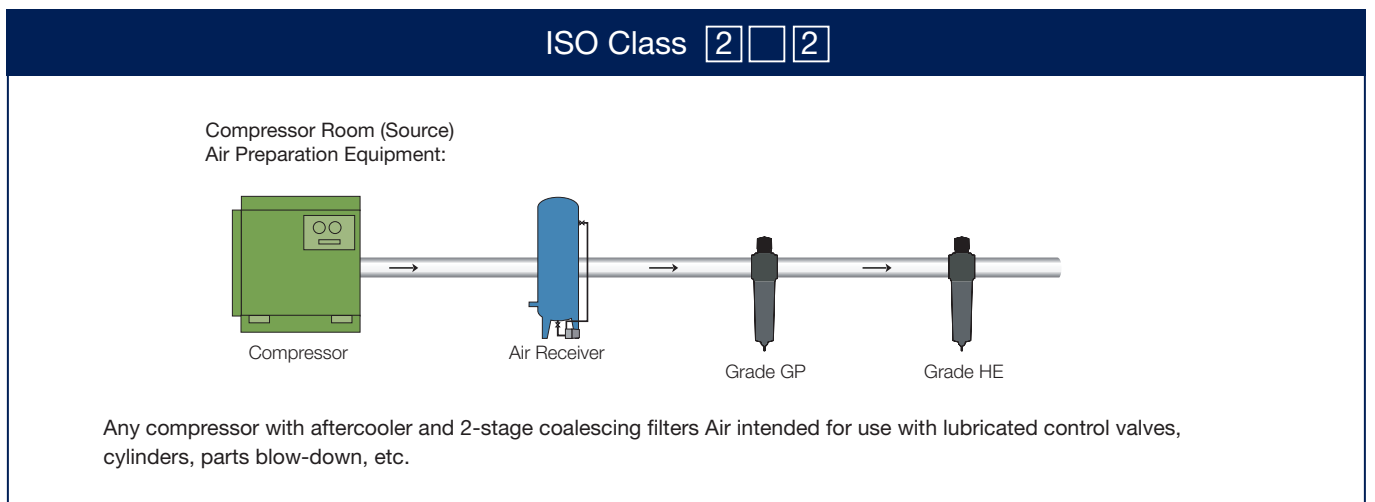 ISO Class 2 2
Compressor Room (Source)
Air Preparation Equipment:
Compressor
Air Receiver
Grade GP
Grade HE
Any compressor with aftercooler and 2-stage coalescing filters Air intended for use with lubricated control valves,
cylinders, parts blow-down, etc.